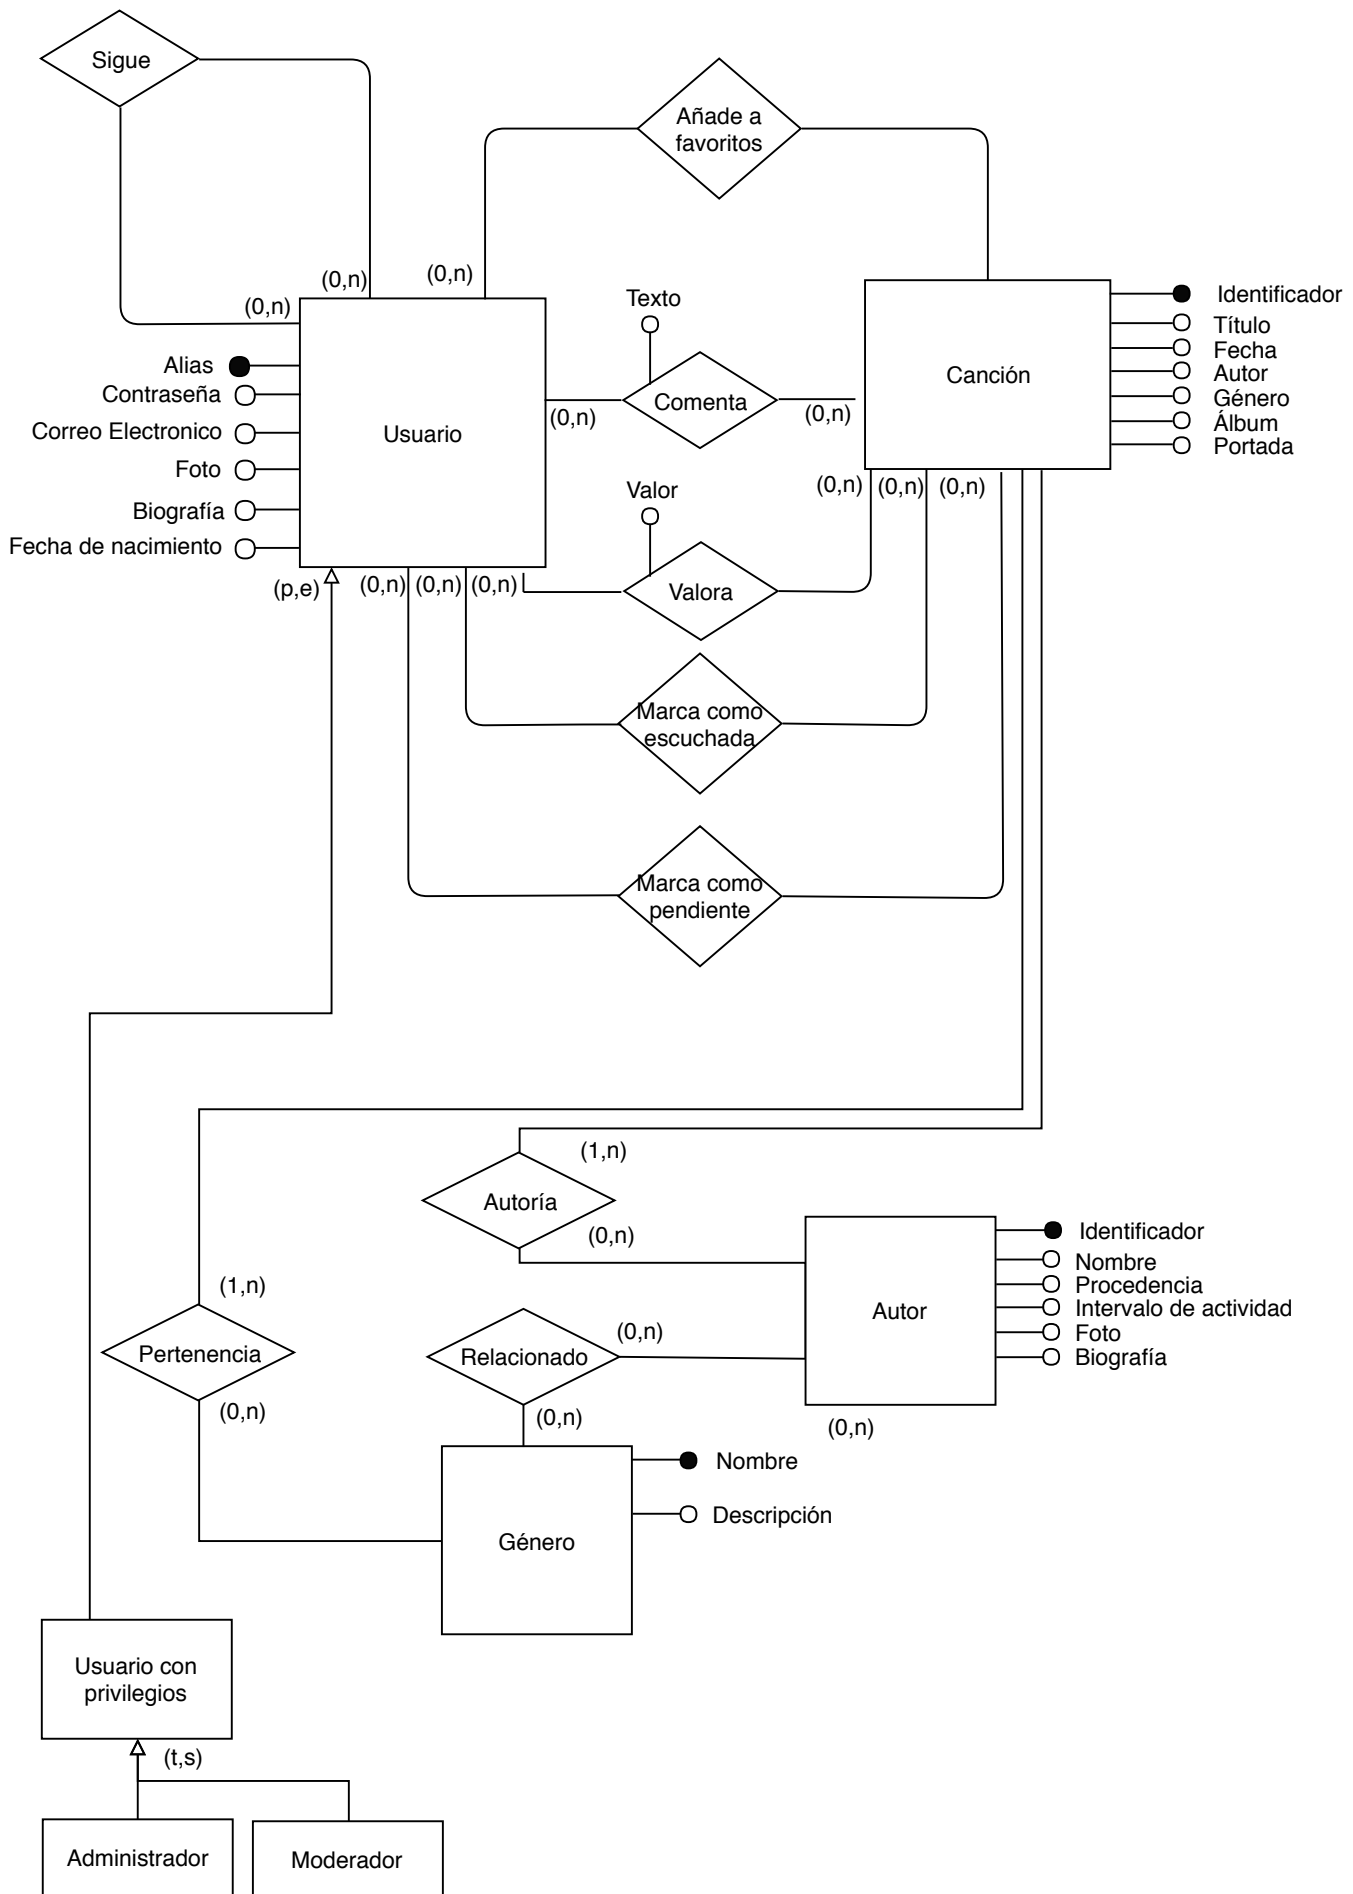 Sigue
Añade a
favoritos
(0,n)
(0,n)
(0,n)
Texto
Identificador
Título
Fecha
Autor
Género
Álbum
Portada
Canción
Alias
Contraseña
Correo Electronico
Foto
Biografía
Fecha de nacimiento
Usuario
(0,n)
Comenta
(0,n)
Valor
(0,n)
(0,n)
(0,n)
(p,e)
(0,n)
(0,n)
(0,n)
Valora
Marca como
escuchada
Marca como
pendiente
(1,n)
Autoría
(0,n)
Identificador
Nombre
Procedencia
Intervalo de actividad
Foto
Biografía
Autor
(0,n)
(1,n)
Pertenencia
(0,n)
Relacionado
(0,n)
(0,n)
Nombre
Descripción
Género
Usuario con
privilegios
(t,s)
Administrador
Moderador